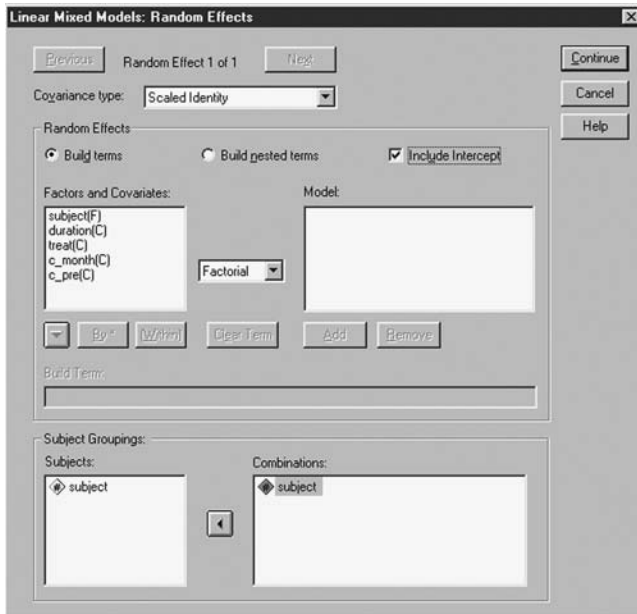 Linear Mixed Models: Random Effects
Previous Random Effect 1 of 1 Next
Continue
Covariance type: Scaled Identity
Cancel
Help
Random Effects
Build terms Build nested terms Include Intercept
Factors and Covariates: Model:
subject(F)
duration(C)
treat(C)
c_month(C)
c_pre(C)
Factorial
By * (Within) Clear Term Add Remove
Build Term:
Subject Groupings:
Subjects: Combinations:
subject subject